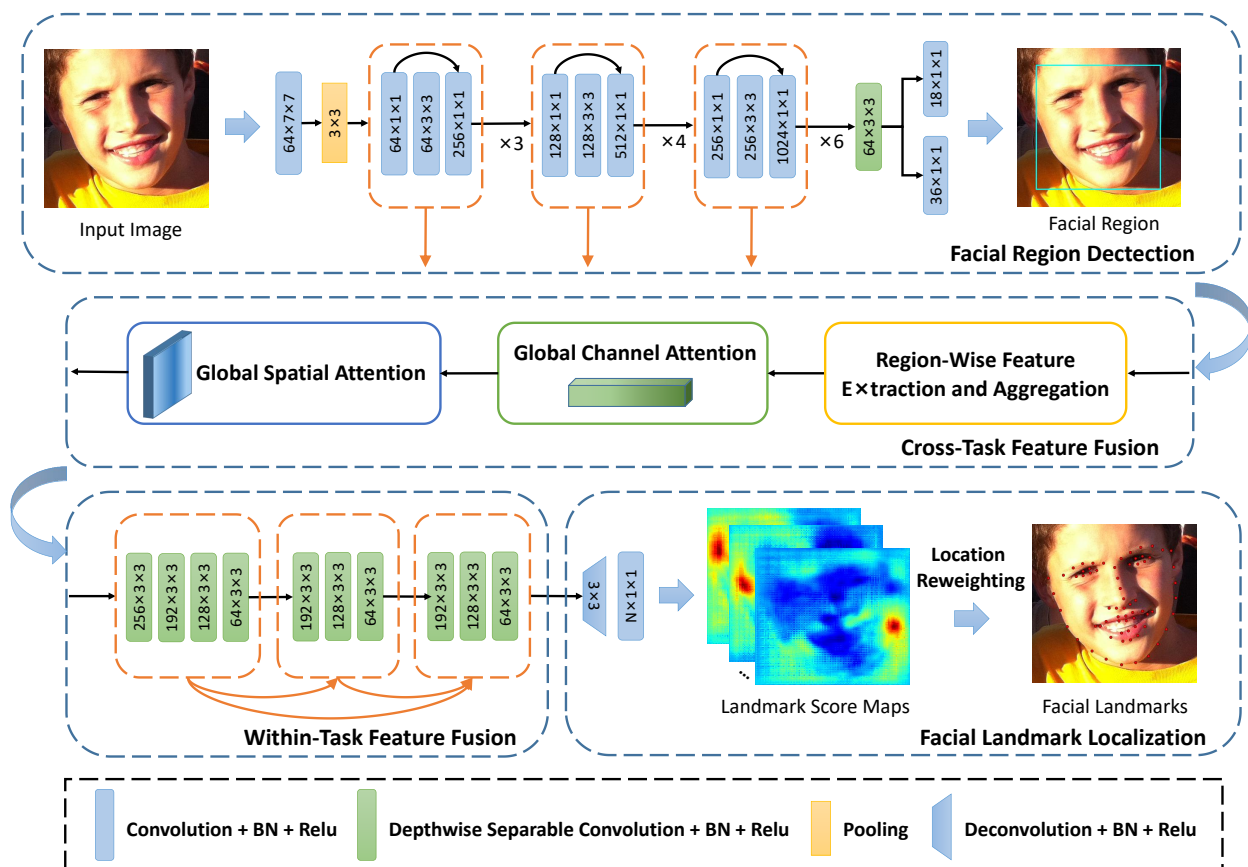 64×7×7
3×3
64×1×1
64×3×3
256×1×1
×3
128×1×1
128×3×3
512×1×1
×4
256×1×1
256×3×3
1024×1×1
×6
64×3×3
18×1×1
36×1×1
Input Image
Facial Region
Facial Region Dectection
Global Spatial Attention
Global Channel Attention
Region-Wise Feature
E×traction and Aggregation
Cross-Task Feature Fusion
256×3×3
192×3×3
128×3×3
64×3×3
192×3×3
128×3×3
64×3×3
192×3×3
128×3×3
64×3×3
Within-Task Feature Fusion
3×3
N×1×1
...
Landmark Score Maps
Location
Reweighting
Facial Landmarks
Facial Landmark Localization
Convolution + BN + Relu
Depthwise Separable Convolution + BN + Relu
Pooling
Deconvolution + BN + Relu